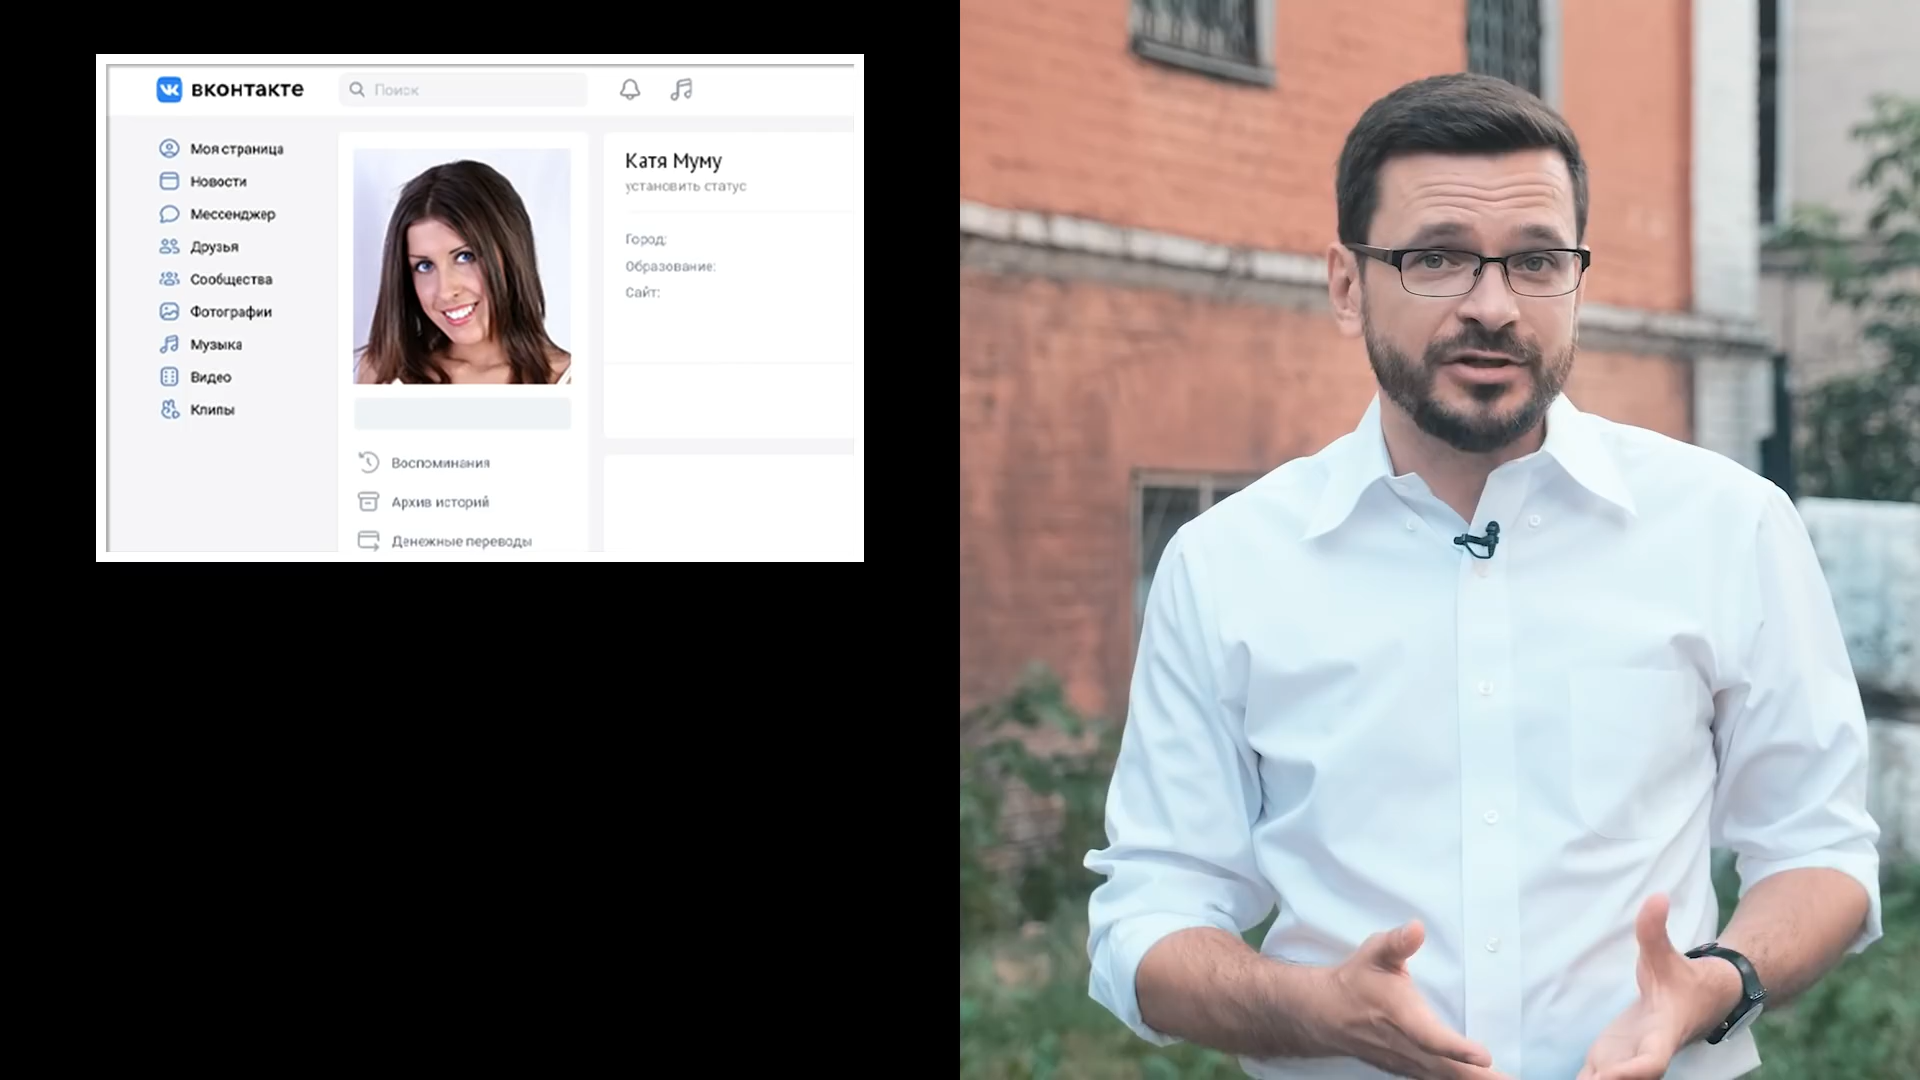 вконтакте
Поиск
Моя страница
Новости
Мессенджер
Друзья
Сообщества
Фотографии
Музыка
Видео
Клипы
Воспоминания
Архив историй
Денежные переводы
Катя Муму
установить статус
Город:
Образование:
Сайт: